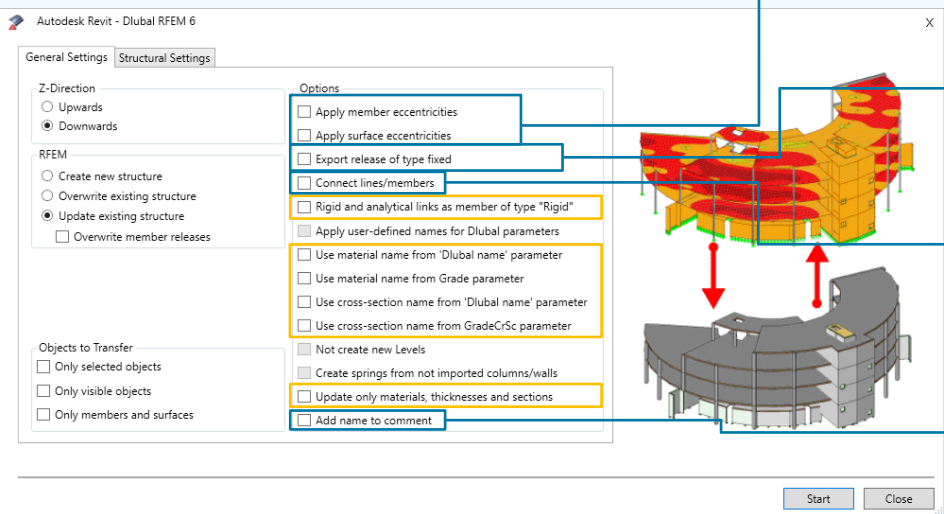 Autodesk Revit - Dlubal RFEM 6
X
General Settings
Structural Settings
Z-Direction
Upwards
Downwards
RFEM
Create new structure
Overwrite existing structure
Update existing structure
Overwrite member releases
Objects to Transfer
Only selected objects
Only visible objects
Only members and surfaces
Options
Apply member eccentricities
Apply surface eccentricities
Export release of type fixed
Connect lines/members
Rigid and analytical links as member of type "Rigid"
Apply user-defined names for Dlubal parameters
Use material name from 'Dlubal name' parameter
Use material name from Grade parameter
Use cross-section name from 'Dlubal name' parameter
Use cross-section name from GradeCrSc parameter
Not create new Levels
Create springs from not imported columns/walls
Update only materials, thicknesses and sections
Add name to comment
Start
Close